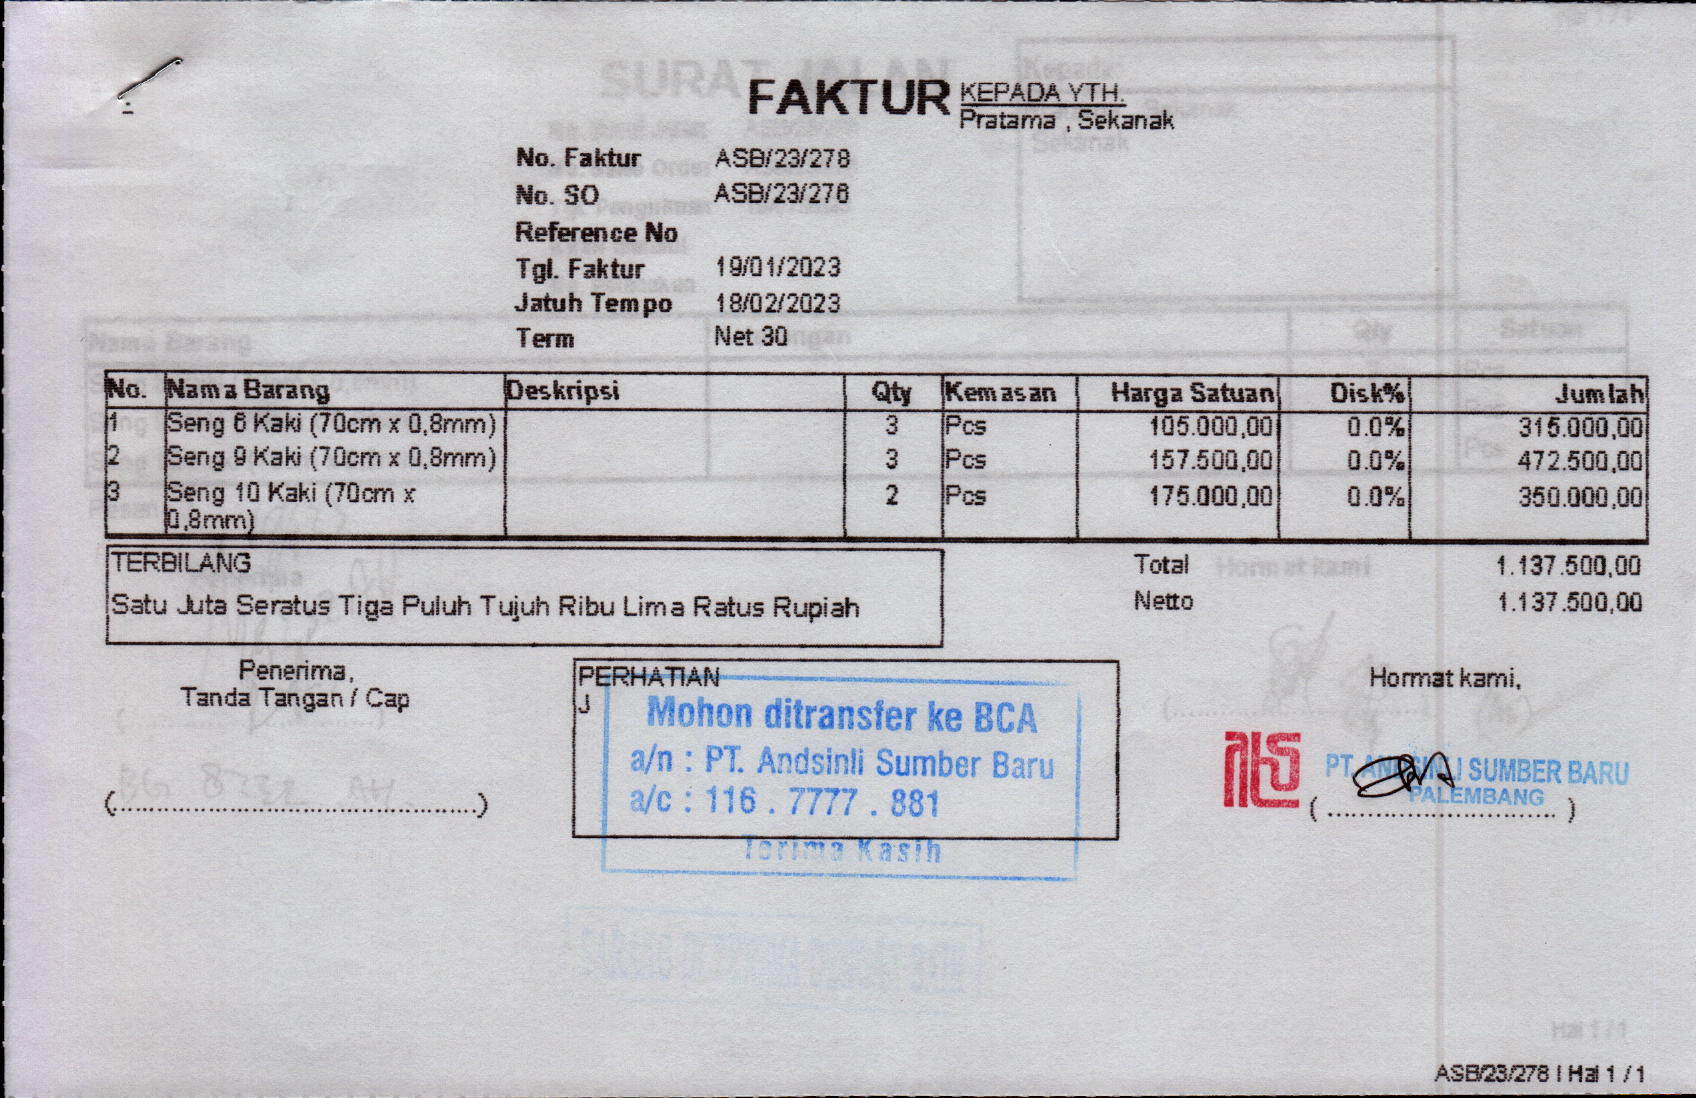 FAKTUR
KEPADA YTH.
Pratama , Sekanak
No. Faktur ASB/23/278
No. SO ASB/23/276
Reference No
Tgl. Faktur 19/01/2023
Jatuh Tempo 18/02/2023
Term Net 30
No. Nama Barang Deskripsi Qty Kemasan Harga Satuan Disk% Jumlah
1 Seng 6 Kaki (70cm x 0,8mm) 3 Pcs 105.000,00 0.0% 315.000,00
2 Seng 9 Kaki (70cm x 0,8mm) 3 Pcs 157.500,00 0.0% 472.500,00
3 Seng 10 Kaki (70cm x 2 Pcs 175.000,00 0.0% 350.000,00
0,8mm)
TERBILANG
Satu Juta Seratus Tiga Puluh Tujuh Ribu Lima Ratus Rupiah
Total 1.137.500,00
Netto 1.137.500,00
Penerima,
Tanda Tangan / Cap
(................................................)
PERHATIAN
J
Mohon ditransfer ke BCA
a/n : PT. Andsinli Sumber Baru
a/c : 116 . 7777 . 881
Terima Kasih
Hormat kami,
PT. ANDSINLI SUMBER BARU
PALEMBANG
( .............................. )
ASB/23/278 | Hal 1 / 1